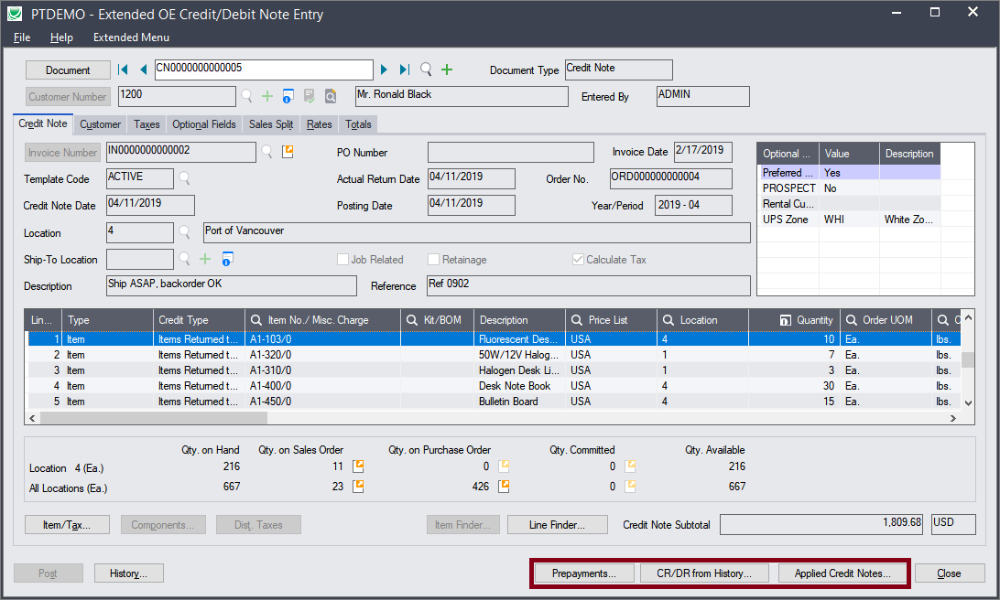 PTDEMO - Extended OE Credit/Debit Note Entry
File Help Extended Menu
Document CN0000000000005 Document Type Credit Note
Customer Number 1200 Mr. Ronald Black Entered By ADMIN
Credit Note Customer Taxes Optional Fields Sales Split Rates Totals
Invoice Number IN0000000000002 PO Number Invoice Date 2/17/2019
Template Code ACTIVE Actual Return Date 04/11/2019 Order No. ORD000000000004
Credit Note Date 04/11/2019 Posting Date 04/11/2019 Year/Period 2019 - 04
Location 4 Port of Vancouver
Ship-To Location Job Related Retainage Calculate Tax
Description Ship ASAP, backorder OK Reference Ref 0902
Optional ... Value Description
Preferred ... Yes
PROSPECT No
Rental Cu...
UPS Zone WHI White Zo...
Lin... Type Credit Type Item No./ Misc. Charge Kit/BOM Description Price List Location Quantity Order UOM
1 Item Items Returned t... A1-103/0 Fluorescent Des... USA 4 10 Ea. lbs.
2 Item Items Returned t... A1-320/0 50W/12V Halog... USA 1 7 Ea. lbs.
3 Item Items Returned t... A1-310/0 Halogen Desk Li... USA 1 3 Ea. lbs.
4 Item Items Returned t... A1-400/0 Desk Note Book USA 4 30 Ea. lbs.
5 Item Items Returned t... A1-450/0 Bulletin Board USA 4 15 Ea. lbs.
Qty. on Hand Qty. on Sales Order Qty. on Purchase Order Qty. Committed Qty. Available
Location 4 (Ea.) 216 11 0 0 216
All Locations (Ea.) 667 23 426 0 667
Item/Tax... Components... Dist. Taxes Item Finder... Line Finder... Credit Note Subtotal 1,809.68 USD
Post History... Prepayments... CR/DR from History... Applied Credit Notes... Close